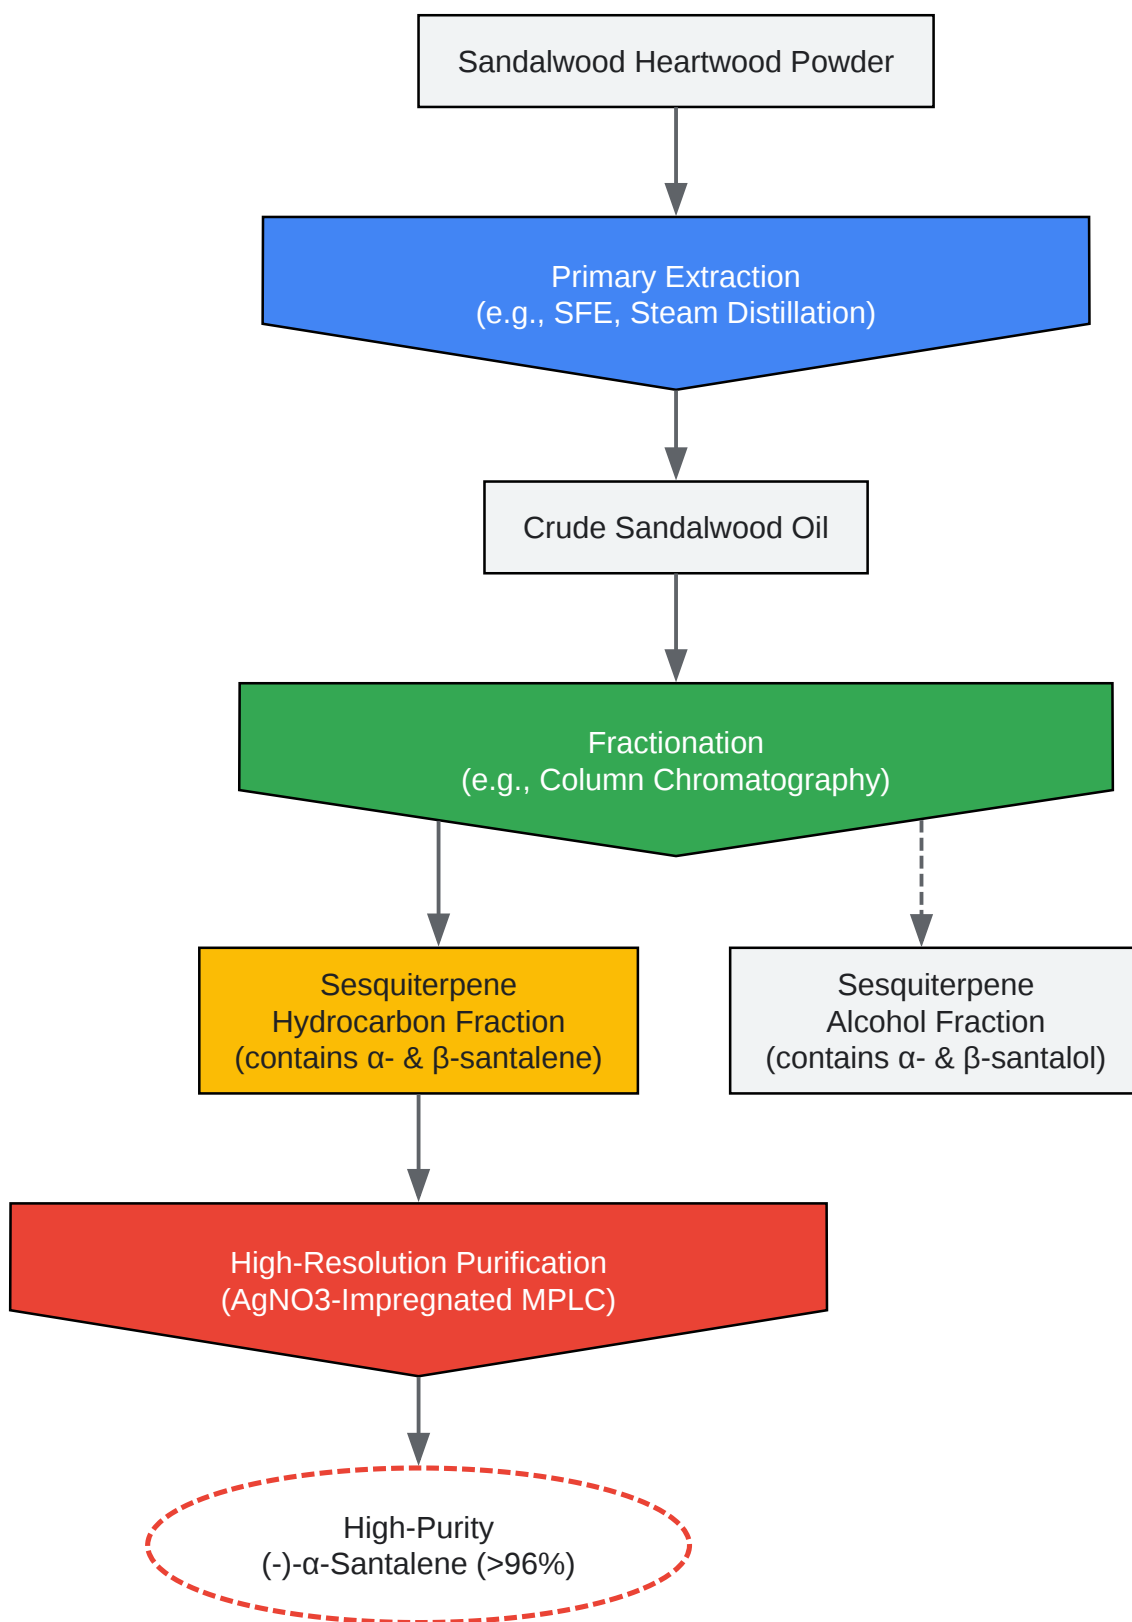 Sandalwood Heartwood Powder
Primary Extraction
(e.g., SFE, Steam Distillation)
Crude Sandalwood Oil
Fractionation
(e.g., Column Chromatography)
Sesquiterpene
Hydrocarbon Fraction
(contains α- & β-santalene)
Sesquiterpene
Alcohol Fraction
(contains α- & β-santalol)
High-Resolution Purification
(AgNO3-Impregnated MPLC)
High-Purity
(-)-α-Santalene (>96%)